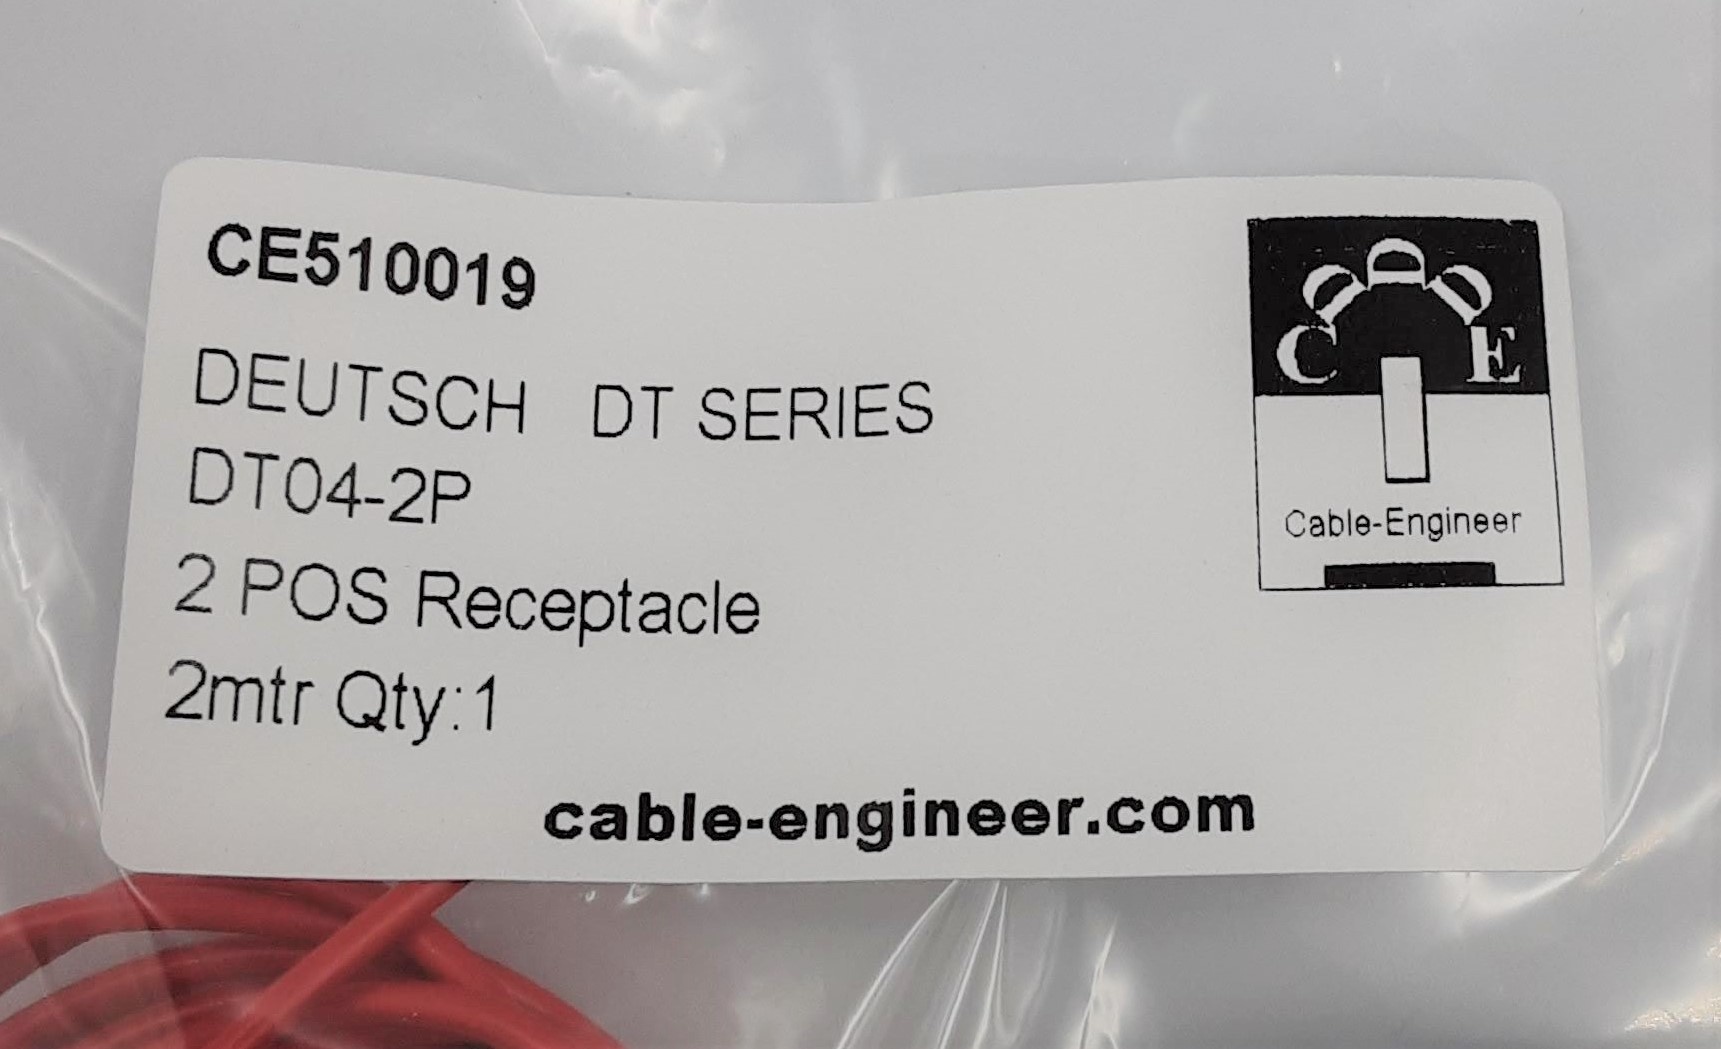 CE510019
DEUTSCH DT SERIES
DT04-2P
2 POS Receptacle
2mtr Qty:1
C E
Cable-Engineer
cable-engineer.com